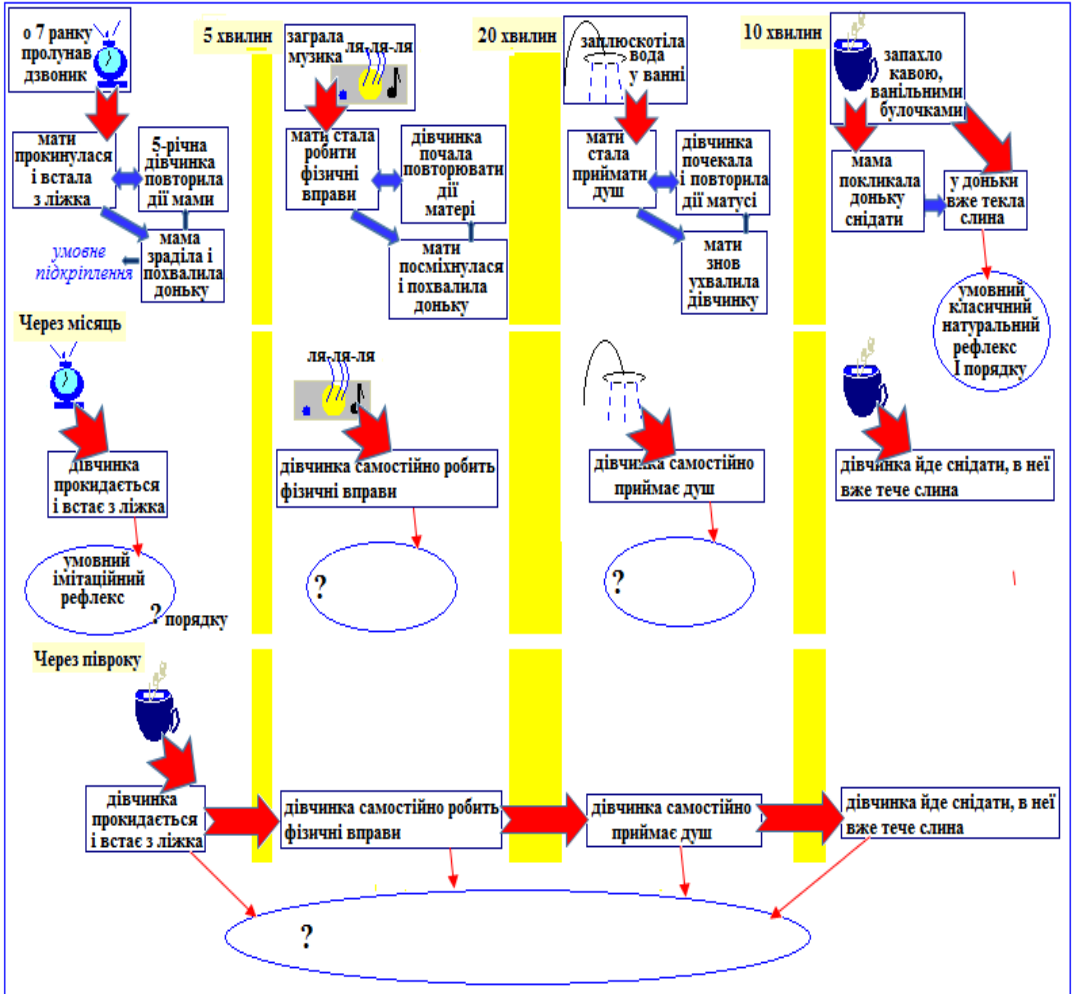 о 7 ранку
пролунав
дзвоник
5 хвилин
заграла
музика
ля-ля-ля
20 хвилин
заплюскотіла
вода
у ванні
10 хвилин
запахло
кавою,
ванільними
булочками
мати
прокинулася
і встала
з ліжка
5-річна
дівчинка
повторила
дії мами
мама
зраділа і
похвалила
доньку
умовне
підкріплення
мати стала
робити
фізичні
вправи
дівчинка
почала
повторювати
дії
матері
мати
посміхнулася
і похвалила
доньку
мати
стала
приймати
душ
дівчинка
почекала
і повторила
дії матусі
мати
знов
ухвалила
дівчинку
мама
покликала
доньку
снідати
у доньки
вже текла
слина
умовний
класичний
натуральний
рефлекс
І порядку
Через місяць
ля-ля-ля
дівчинка
прокидається
і встає з ліжка
дівчинка самостійно робить
фізичні вправи
дівчинка самостійно
приймає душ
дівчинка йде снідати, в неї
вже тече слина
умовний
імітаційний
рефлекс
? порядку
?
?
Через півроку
дівчинка
прокидається
і встає з ліжка
дівчинка самостійно робить
фізичні вправи
дівчинка самостійно
приймає душ
дівчинка йде снідати, в неї
вже тече слина
?